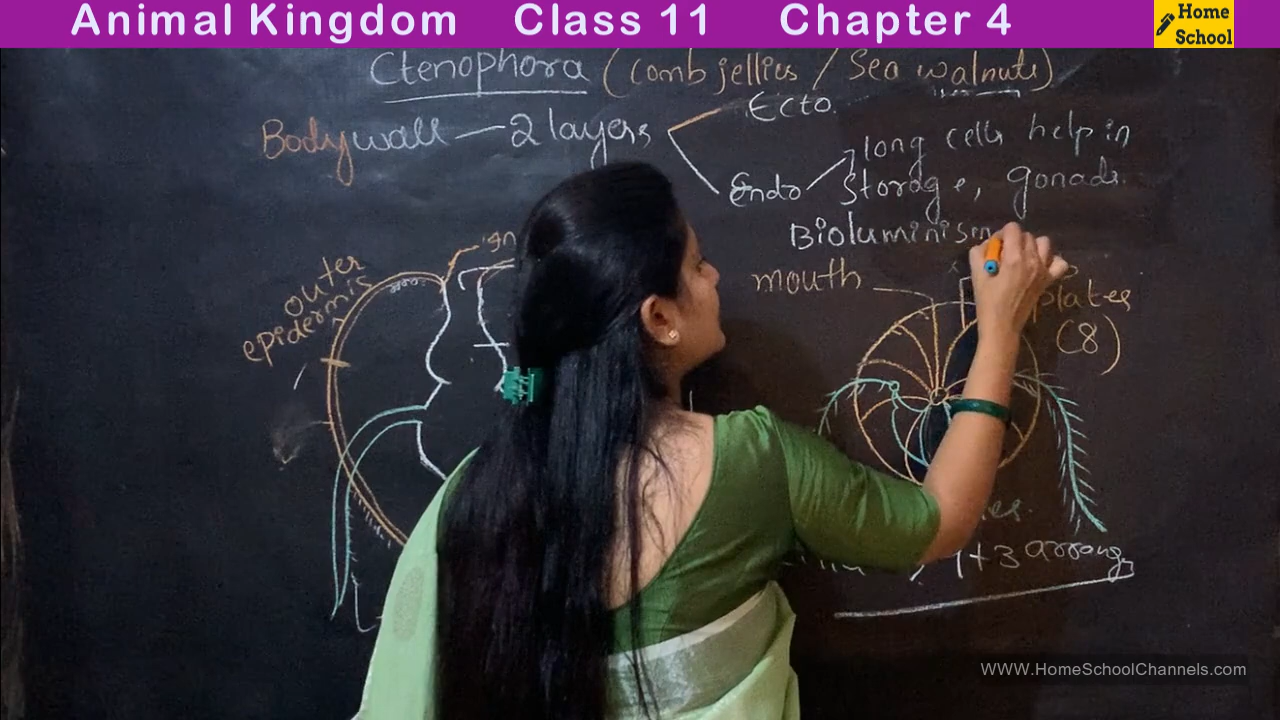 Animal Kingdom Class 11 Chapter 4
Home School
Ctenophora (Comb jellies / Sea walnuts)
Bodywall — 2 layers
Ecto
Endo
long cells help in
storage, gonads.
Bioluminism
outer
epidermis
mouth
plates
(8)
1+3 arrang
WWW.HomeSchoolChannels.com